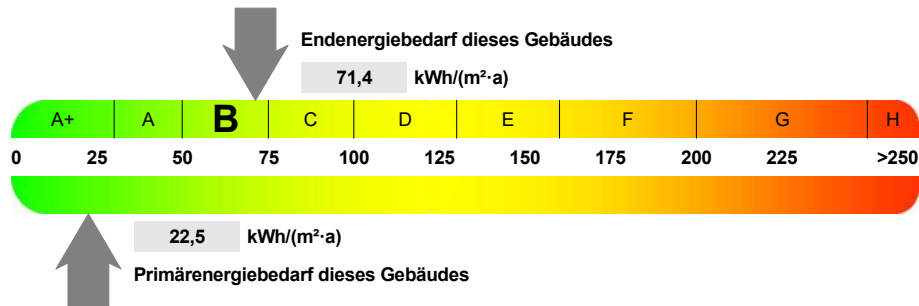 Endenergiebedarf dieses Gebäudes
71,4 kWh/(m²·a)
A+ A B C D E F G H
0 25 50 75 100 125 150 175 200 225 >250
22,5 kWh/(m²·a)
Primärenergiebedarf dieses Gebäudes